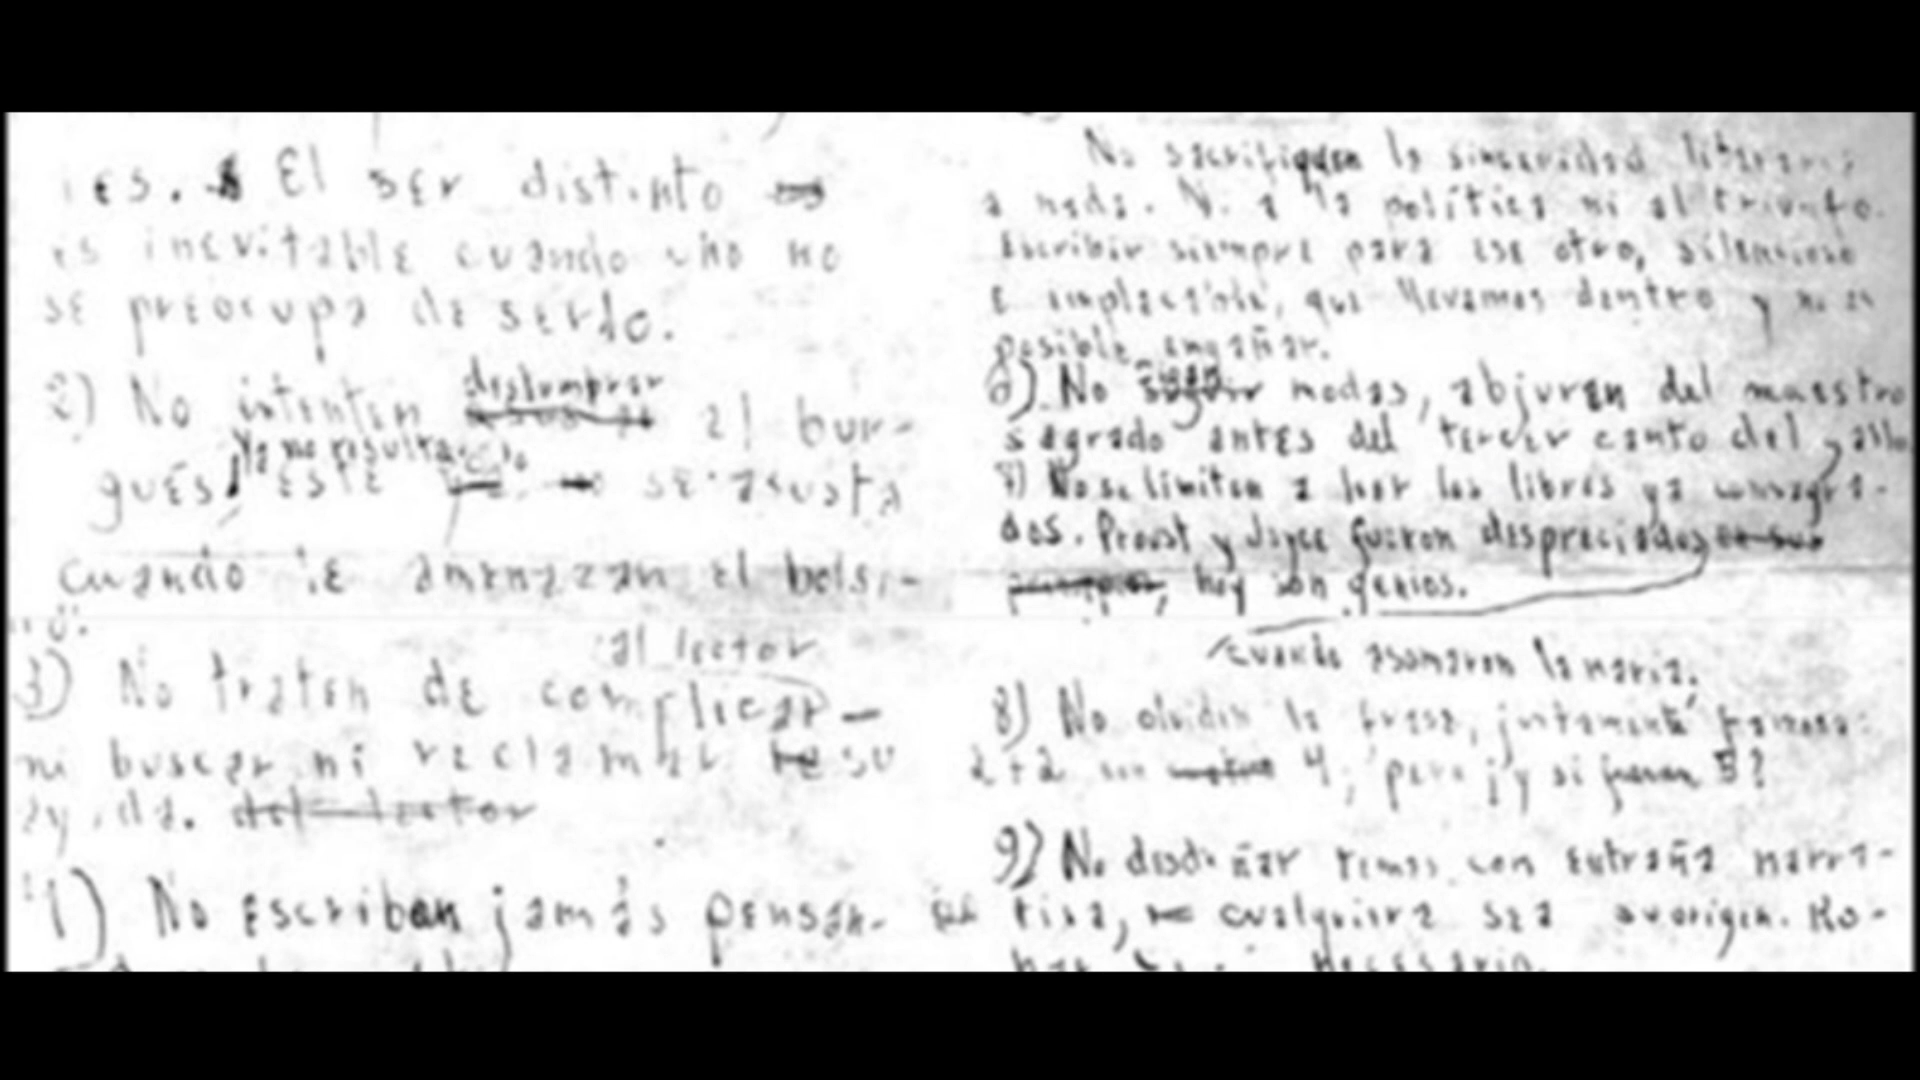 El ser distinto
es inevitable cuando uno no
se preocupa de serlo.
2) No intenten deslumbrar al bur-
Ya no resulta.
gués, éste se asusta
cuando le amenazan el bolsi-
al lector
3) No traten de complicar
ni buscar ni reclamar su
ayuda. del lector
4) No escriban jamás pensan-
No sacrifiquen la sinceridad literaria
a nada. Ni a la política ni al triunfo.
Escribir siempre para ese otro, silencioso
e implacable, que llevamos dentro y no es
posible engañar.
6) No sigan modas, abjuren del maestro
sagrado antes del tercer canto del gallo
7) No se limiten a leer los libros ya consagra-
dos. Proust y Joyce fueron despreciados
hoy son genios.
cuando asomaron la nariz,
8) No olviden la frase, justamente famosa:
2+2 son 4; pero ¿y si fueran 5?
9) No desdeñar temas con extraña narra-
tiva, cualquiera sea su origen. Ro-
necesario.